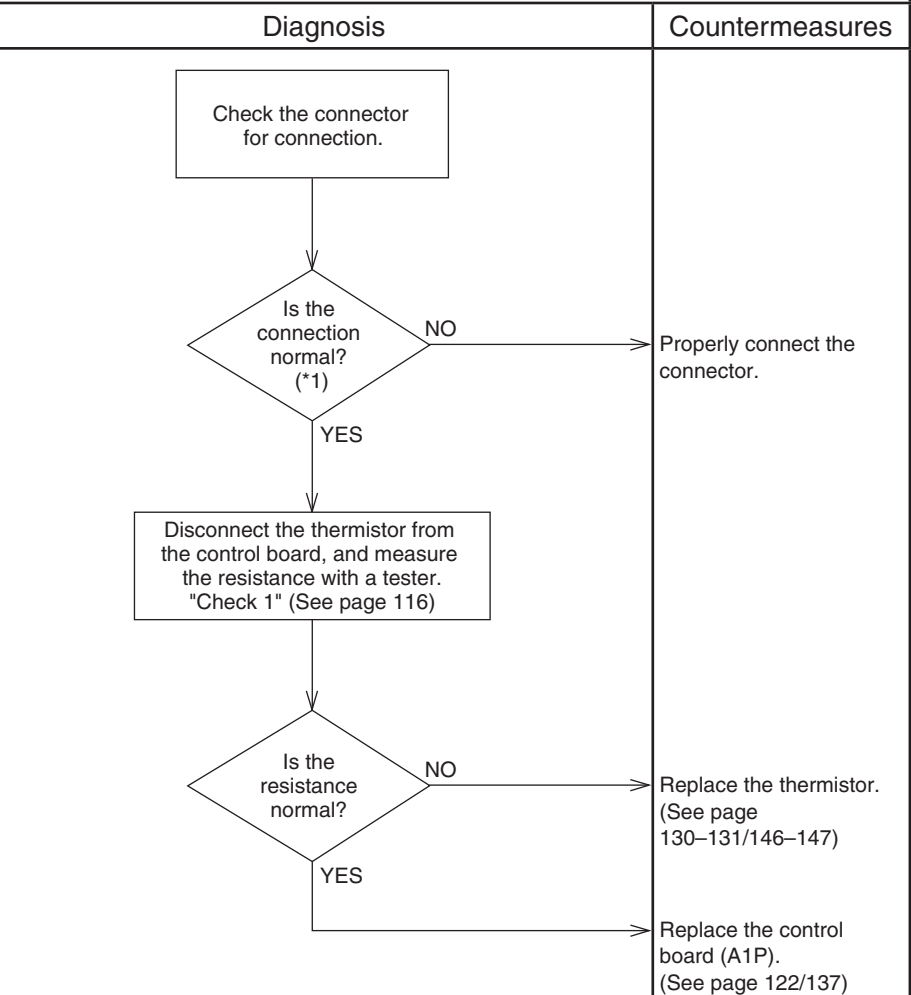 Diagnosis
Countermeasures
Check the connector
for connection.
Is the
connection
normal?
(*1)
NO
Properly connect the
connector.
YES
Disconnect the thermistor from
the control board, and measure
the resistance with a tester.
"Check 1" (See page 116)
Is the
resistance
normal?
NO
Replace the thermistor.
(See page
130–131/146–147)
YES
Replace the control
board (A1P).
(See page 122/137)